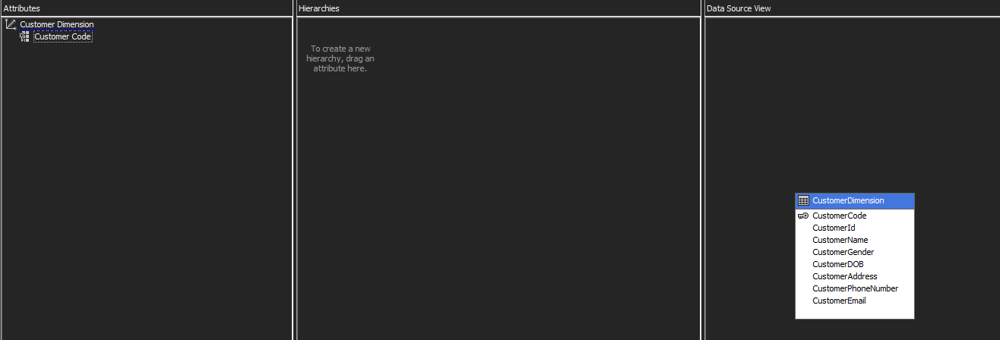 Attributes
Customer Dimension
Customer Code
Hierarchies
To create a new
hierarchy, drag an
attribute here.
Data Source View
CustomerDimension
CustomerCode
CustomerId
CustomerName
CustomerGender
CustomerDOB
CustomerAddress
CustomerPhoneNumber
CustomerEmail